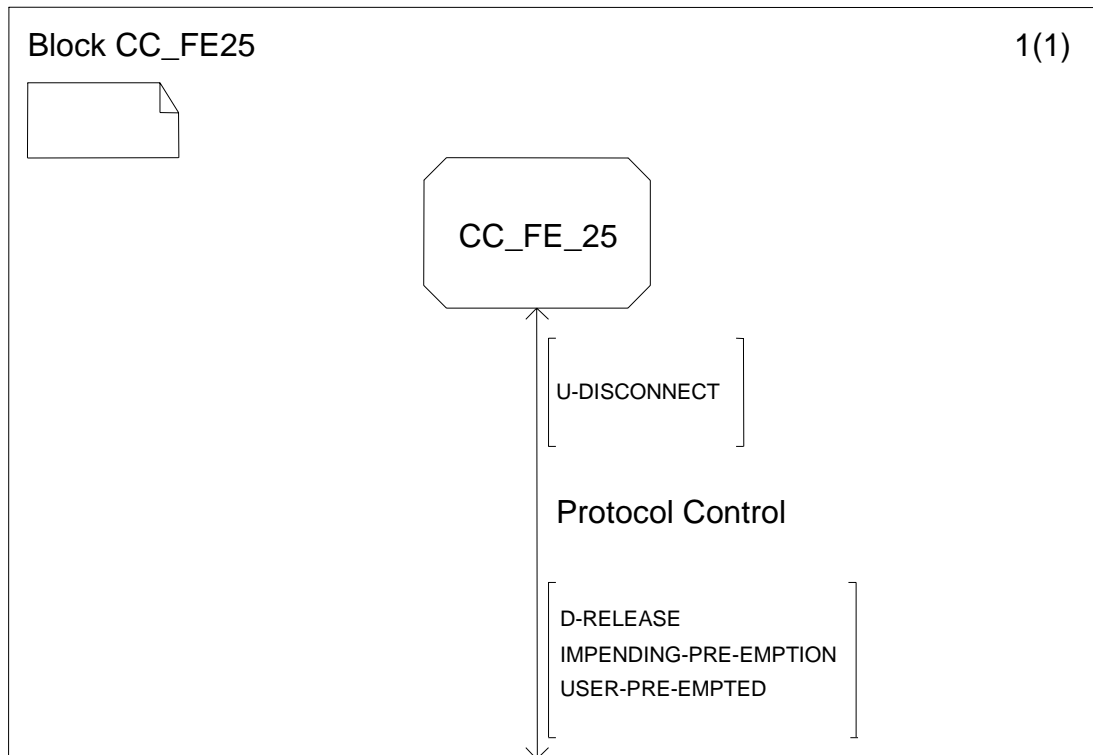 Block CC_FE25
1(1)
CC_FE_25
U-DISCONNECT
Protocol Control
D-RELEASE
IMPENDING-PRE-EMPTION
USER-PRE-EMPTED